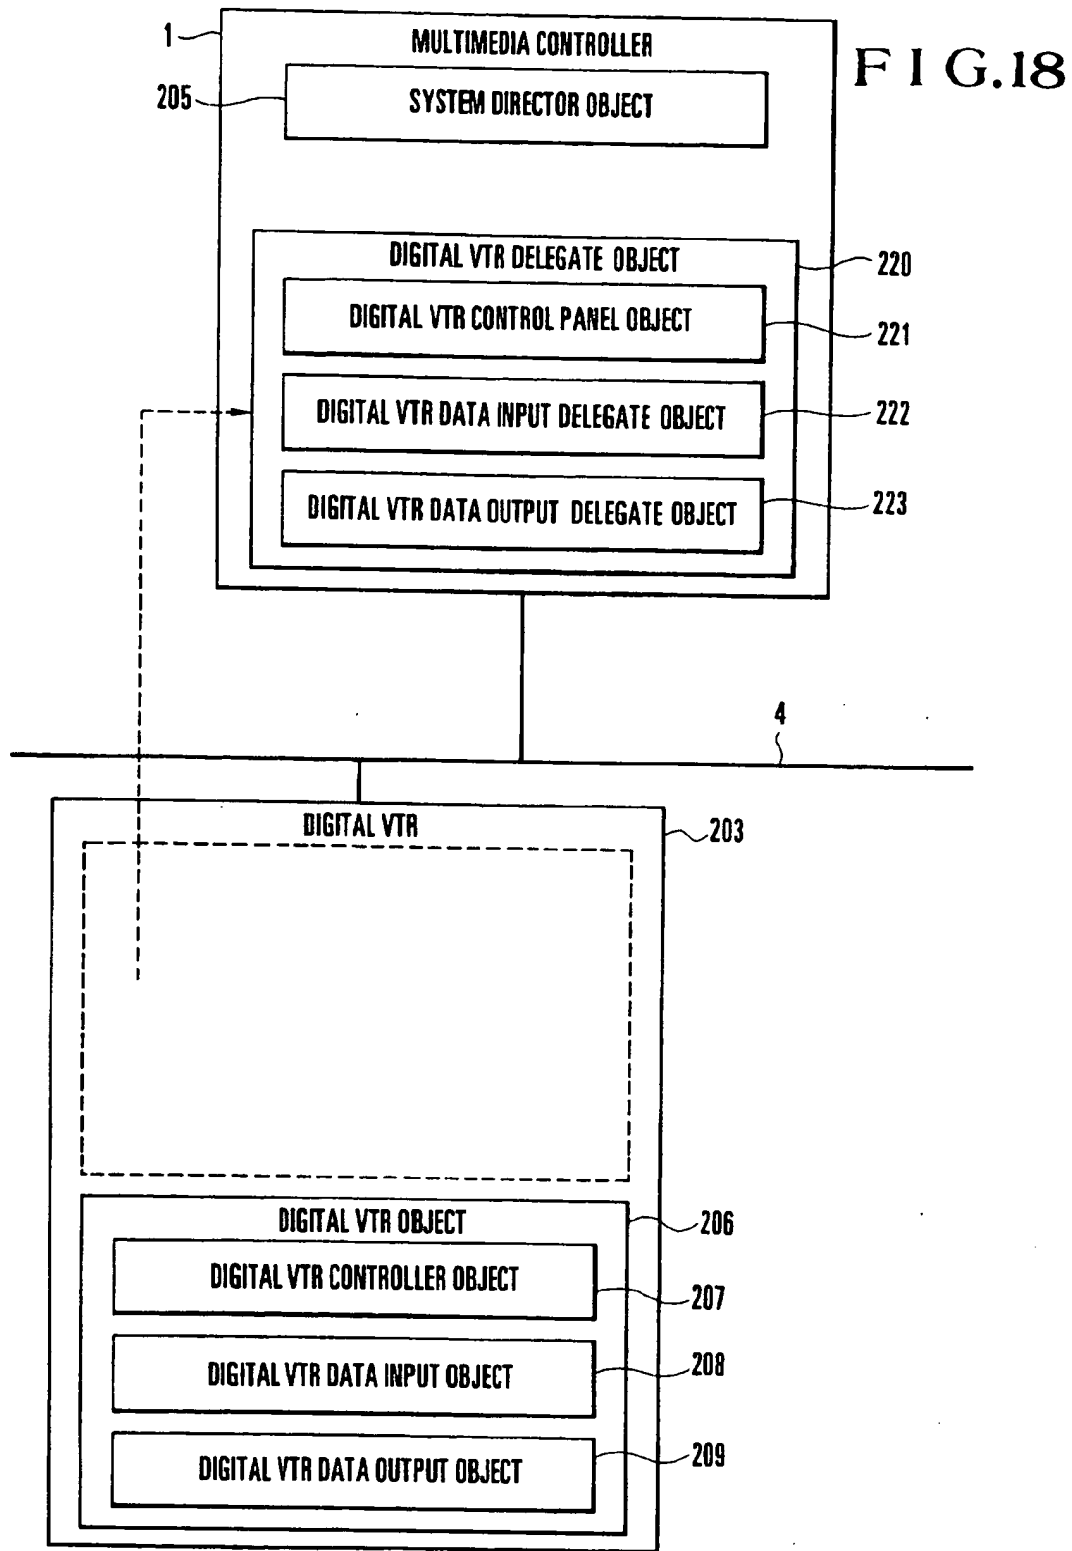 1
MULTIMEDIA CONTROLLER
F I G.18
205
SYSTEM DIRECTOR OBJECT
DIGITAL VTR DELEGATE OBJECT
220
DIGITAL VTR CONTROL PANEL OBJECT
221
DIGITAL VTR DATA INPUT DELEGATE OBJECT
222
DIGITAL VTR DATA OUTPUT DELEGATE OBJECT
223
4
DIGITAL VTR
203
DIGITAL VTR OBJECT
206
DIGITAL VTR CONTROLLER OBJECT
207
DIGITAL VTR DATA INPUT OBJECT
208
DIGITAL VTR DATA OUTPUT OBJECT
209